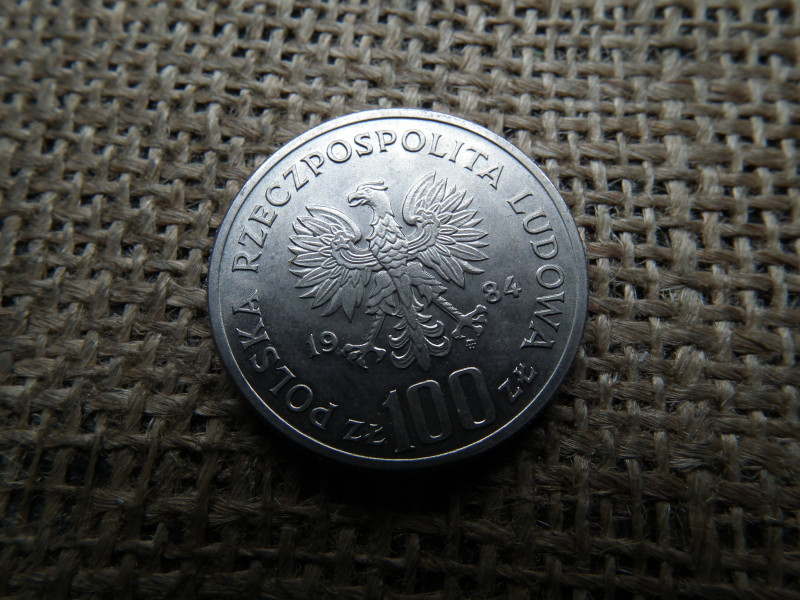 POLSKA RZECZPOSPOLITA LUDOWA
19 84
ZŁ 100 ZŁ